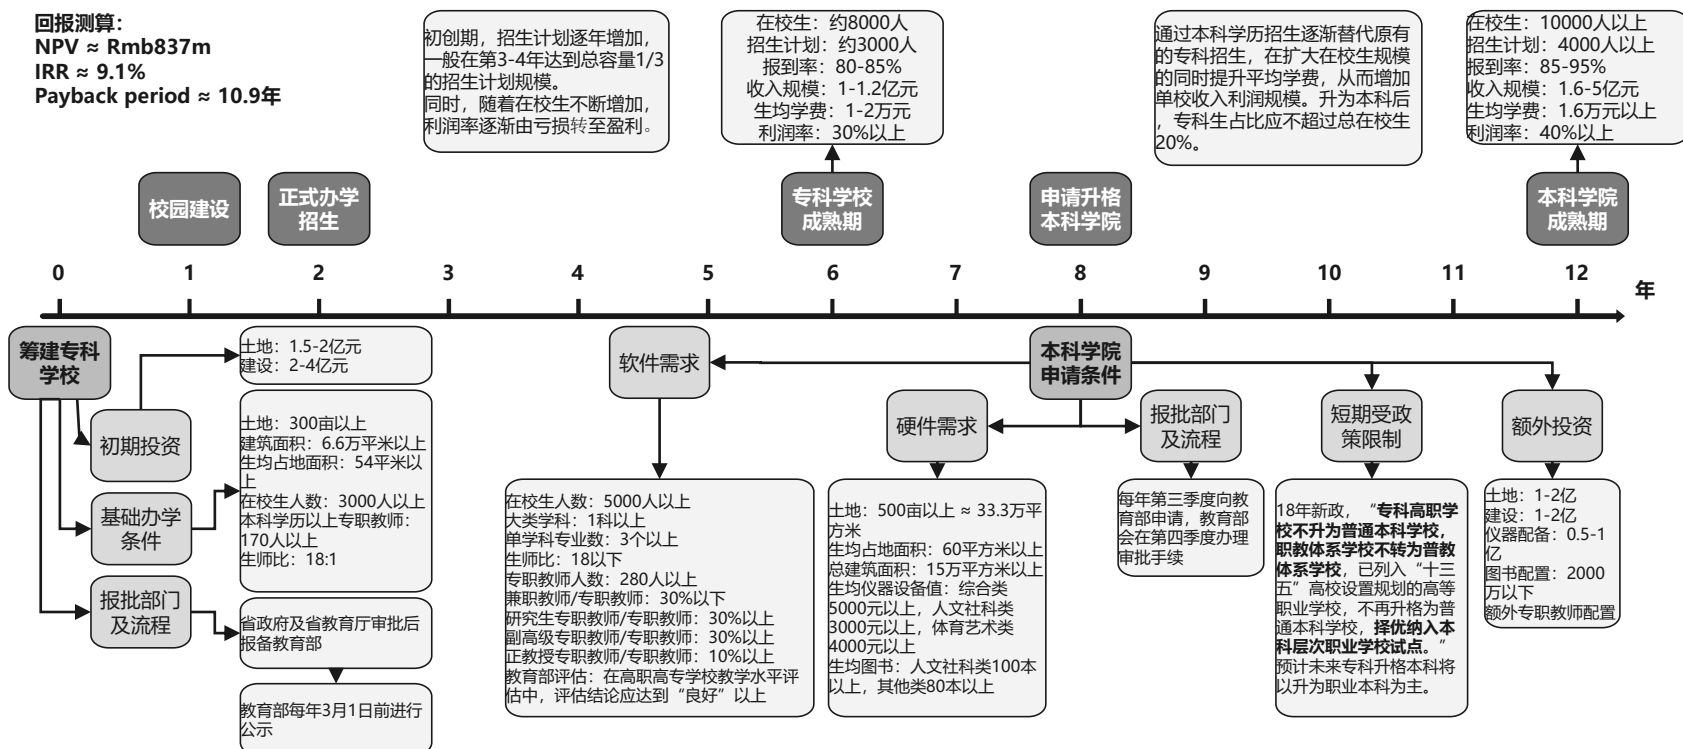 回报测算：
NPV ≈ Rmb837m
IRR ≈ 9.1%
Payback period ≈ 10.9年
初创期，招生计划逐年增加，
一般在第3-4年达到总容量1/3
的招生计划规模。
同时，随着在校生不断增加，
利润率逐渐由亏损转至盈利。
在校生：约8000人
招生计划：约3000人
报到率：80-85%
收入规模：1-1.2亿元
生均学费：1-2万元
利润率：30%以上
通过本科学历招生逐渐替代原有
的专科招生，在扩大在校生规模
的同时提升平均学费，从而增加
单校收入利润规模。升为本科后
，专科生占比应不超过总在校生
20%。
在校生：10000人以上
招生计划：4000人以上
报到率：85-95%
收入规模：1.6-5亿元
生均学费：1.6万元以上
利润率：40%以上
校园建设
正式办学
招生
专科学校
成熟期
申请升格
本科学院
本科学院
成熟期
0 1 2 3 4 5 6 7 8 9 10 11 12
年
筹建专科
学校
初期投资
基础办学
条件
报批部门
及流程
土地：1.5-2亿元
建设：2-4亿元
土地：300亩以上
建筑面积：6.6万平米以上
生均占地面积：54平米以
上
在校生人数：3000人以上
本科学历以上专职教师：
170人以上
生师比：18:1
省政府及省教育厅审批后
报备教育部
教育部每年3月1日前进行
公示
本科学院
申请条件
软件需求
硬件需求
报批部门
及流程
短期受政
策限制
额外投资
在校生人数：5000人以上
大类学科：1科以上
单学科专业数：3个以上
生师比：18以下
专职教师人数：280人以上
兼职教师/专职教师：30%以下
研究生专职教师/专职教师：30%以上
副高级专职教师/专职教师：30%以上
正教授专职教师/专职教师：10%以上
教育部评估：在高职高专学校教学水平评
估中，评估结论应达到“良好”以上
土地：500亩以上 ≈ 33.3万平
方米
生均占地面积：60平方米以上
总建筑面积：15万平方米以上
生均仪器设备值：综合类
5000元以上，人文社科类
3000元以上，体育艺术类
4000元以上
生均图书：人文社科类100本
以上，其他类80本以上
每年第三季度向教
育部申请，教育部
会在第四季度办理
审批手续
18年新政，“专科高职学
校不升为普通本科学校，
职教体系学校不转为普教
体系学校，已列入“十三
五”高校设置规划的高等
职业学校，不再升格为普
通本科学校，择优纳入本
科层次职业学校试点。”
预计未来专科升格本科将
以升为职业本科为主。
土地：1-2亿
建设：1-2亿
仪器配备：0.5-1
亿
图书配置：2000
万以下
额外专职教师配置